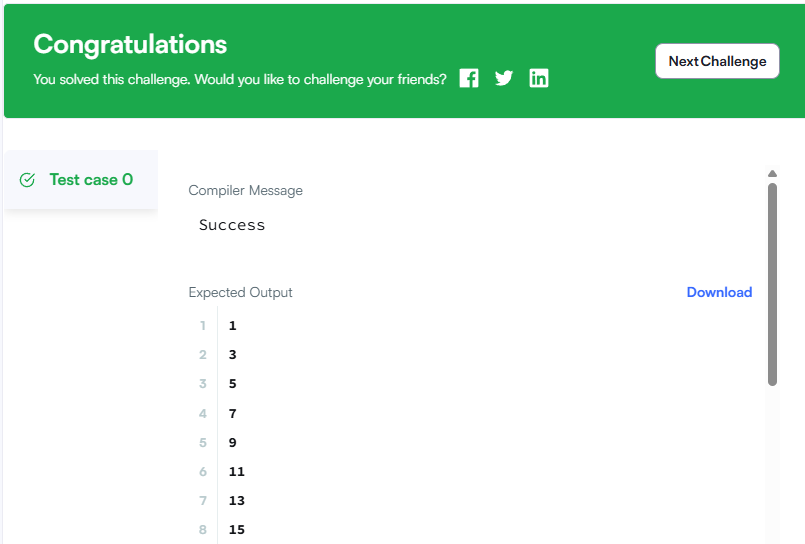 Congratulations
You solved this challenge. Would you like to challenge your friends?
Next Challenge
Test case 0
Compiler Message
Success
Expected Output
Download
1 1
2 3
3 5
4 7
5 9
6 11
7 13
8 15